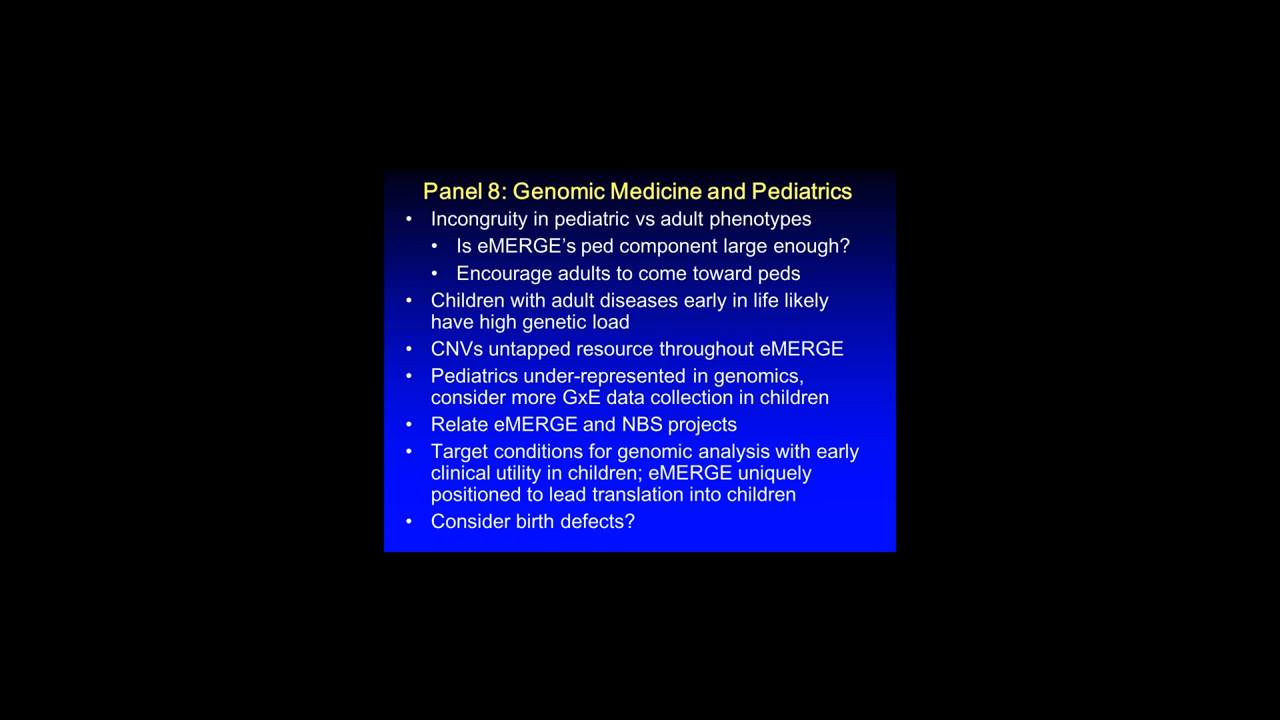 Panel 8: Genomic Medicine and Pediatrics
• Incongruity in pediatric vs adult phenotypes
• Is eMERGE's ped component large enough?
• Encourage adults to come toward peds
• Children with adult diseases early in life likely
have high genetic load
• CNVs untapped resource throughout eMERGE
• Pediatrics under-represented in genomics,
consider more GxE data collection in children
• Relate eMERGE and NBS projects
• Target conditions for genomic analysis with early
clinical utility in children; eMERGE uniquely
positioned to lead translation into children
• Consider birth defects?